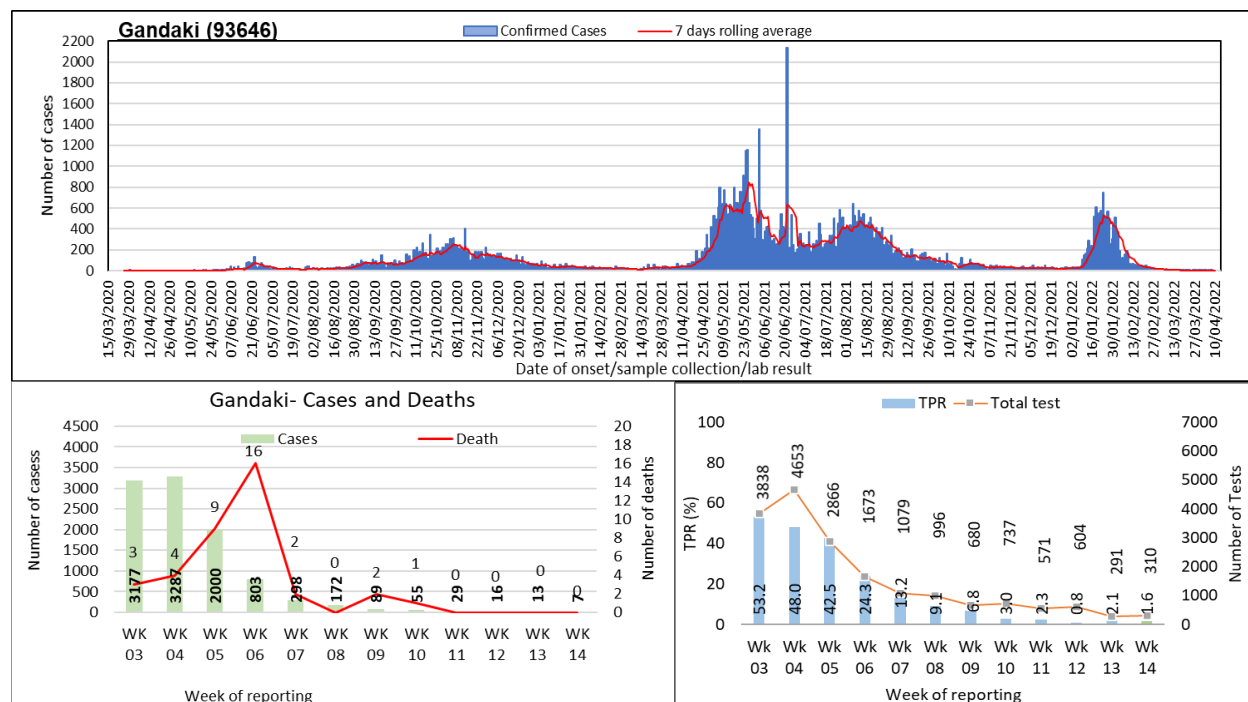 Gandaki (93646)
Confirmed Cases
7 days rolling average
Number of cases
2200
2000
1800
1600
1400
1200
1000
800
600
400
200
0
15/03/2020
29/03/2020
12/04/2020
26/04/2020
10/05/2020
24/05/2020
07/06/2020
21/06/2020
05/07/2020
19/07/2020
02/08/2020
16/08/2020
30/08/2020
13/09/2020
27/09/2020
11/10/2020
25/10/2020
08/11/2020
22/11/2020
06/12/2020
20/12/2020
03/01/2021
17/01/2021
31/01/2021
14/02/2021
28/02/2021
14/03/2021
28/03/2021
11/04/2021
25/04/2021
09/05/2021
23/05/2021
06/06/2021
20/06/2021
04/07/2021
18/07/2021
01/08/2021
15/08/2021
29/08/2021
12/09/2021
26/09/2021
10/10/2021
24/10/2021
07/11/2021
21/11/2021
05/12/2021
19/12/2021
02/01/2022
16/01/2022
30/01/2022
13/02/2022
27/02/2022
13/03/2022
27/03/2022
10/04/2022
Date of onset/sample collection/lab result
Gandaki- Cases and Deaths
Cases
Death
Number of casess
4500
4000
3500
3000
2500
2000
1500
1000
500
0
3 4 9 16 2 0 2 1 0 0 0 0
3177 3287 2000 803 298 172 89 55 29 16 13 7
20
18
16
14
12
10
8
6
4
2
0
Number of deaths
WK 03
WK 04
WK 05
WK 06
WK 07
WK 08
WK 09
WK 10
WK 11
WK 12
WK 13
WK 14
Week of reporting
TPR
Total test
TPR (%)
100
80
60
40
20
0
3838 4653 2866 1673 1079 996 680 737 571 604 291 310
53.2 48.0 42.5 24.3 13.2 9.1 6.8 3.0 2.3 0.8 2.1 1.6
7000
6000
5000
4000
3000
2000
1000
0
Number of Tests
Wk 03
Wk 04
Wk 05
Wk 06
Wk 07
Wk 08
Wk 09
Wk 10
Wk 11
Wk 12
Wk 13
Wk 14
Week of reporting